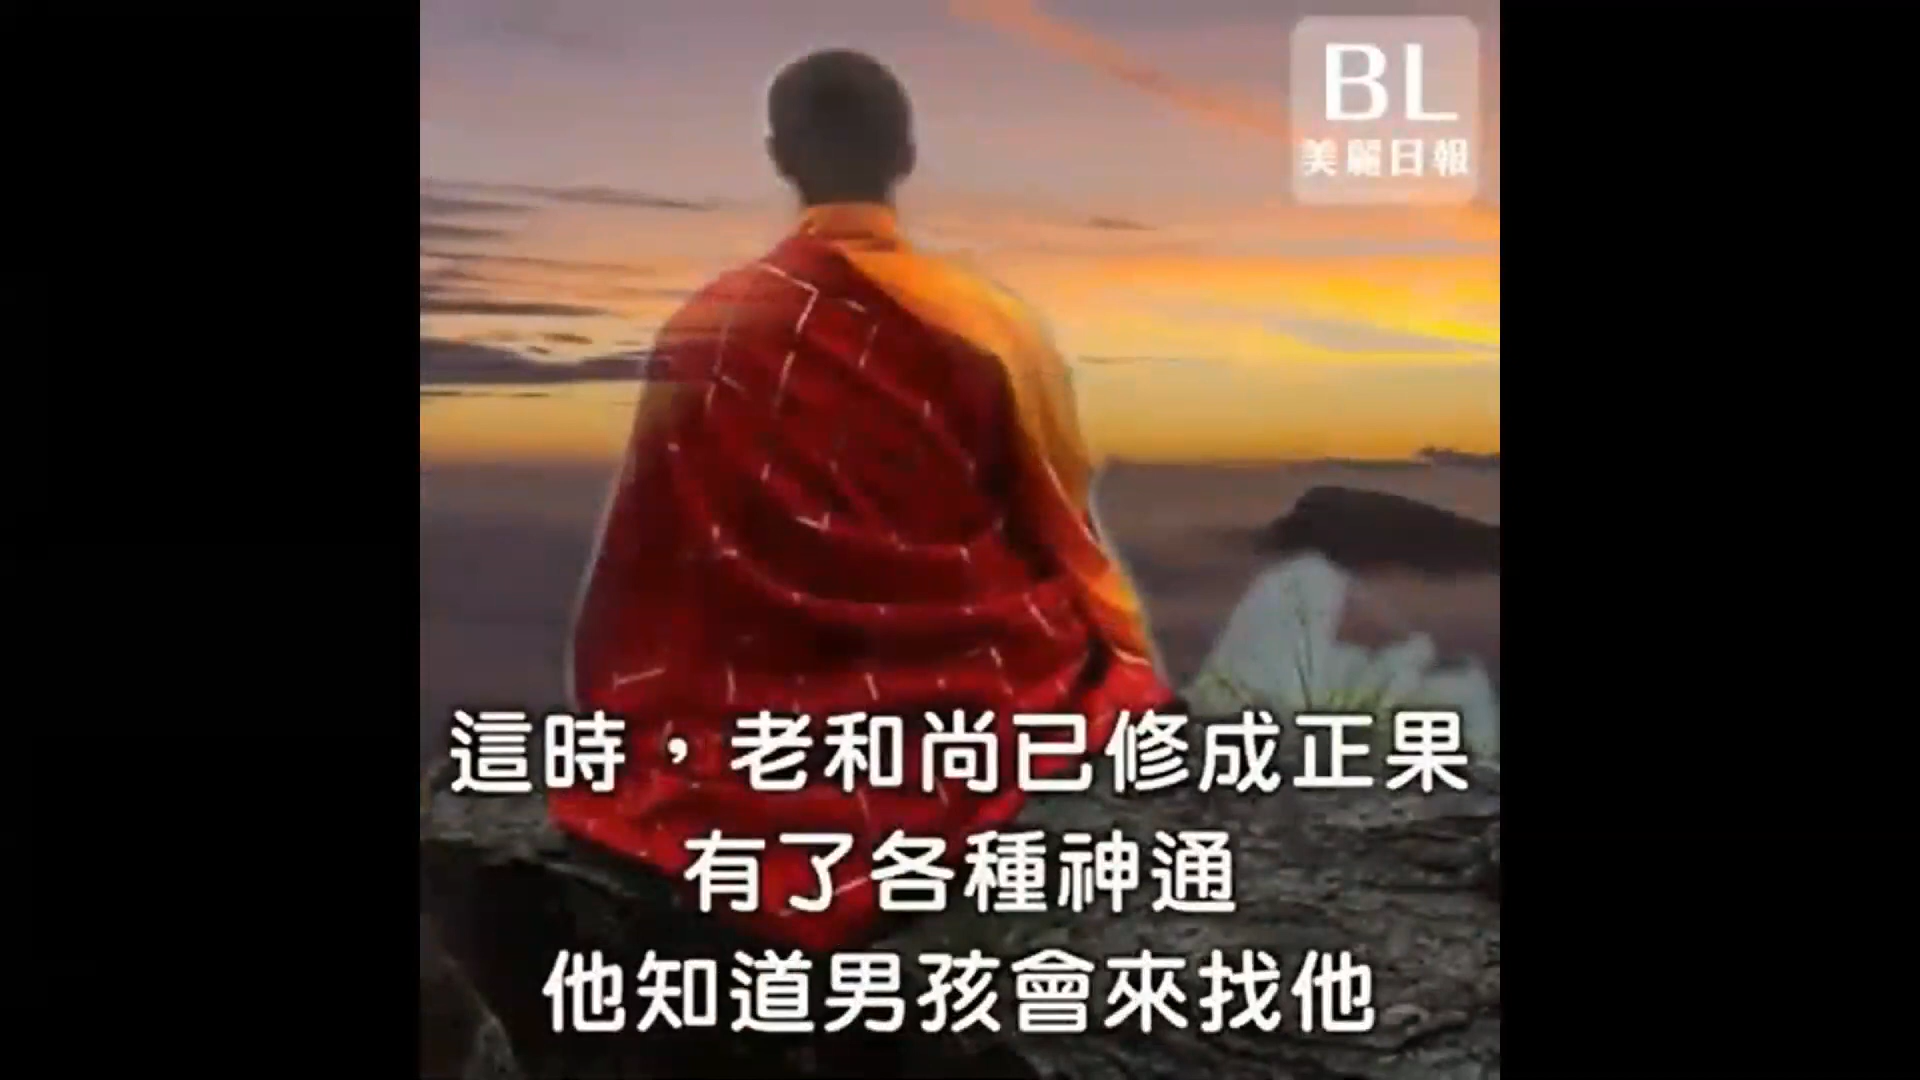 BL
美麗日報
這時，老和尚已修成正果
有了各種神通
他知道男孩會來找他